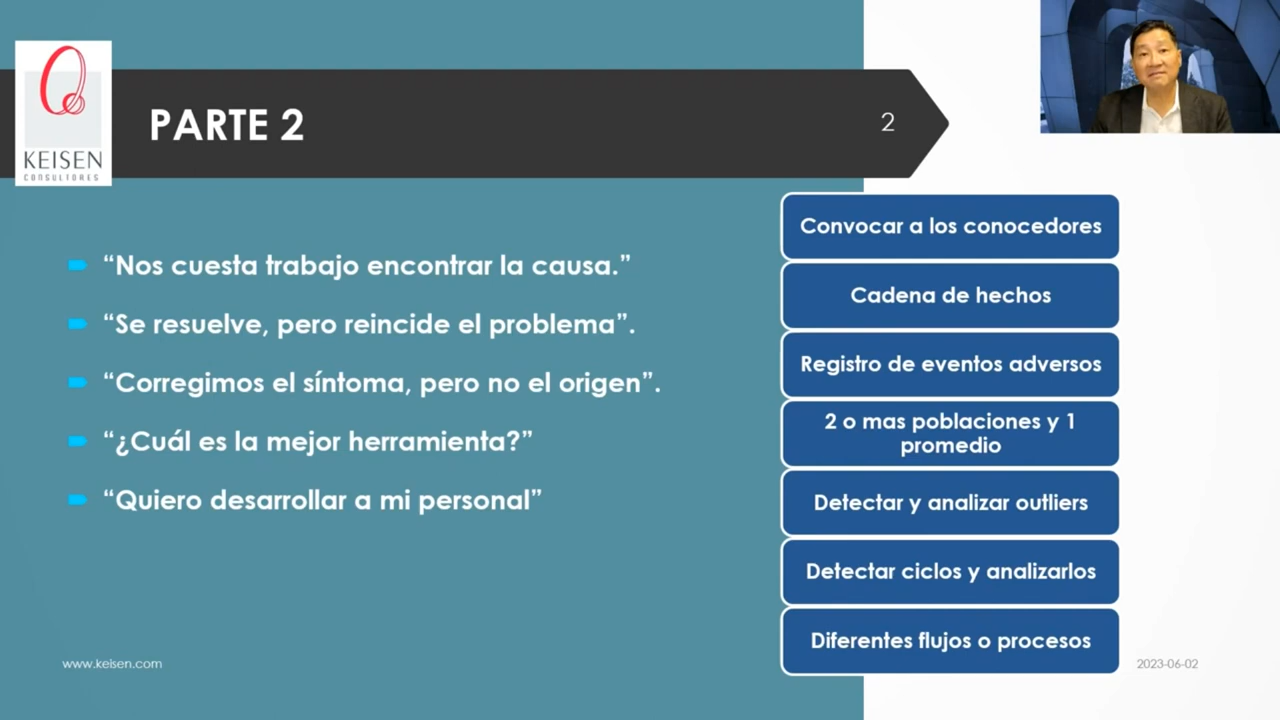 KEISEN
CONSULTORES
PARTE 2
2
“Nos cuesta trabajo encontrar la causa.”
“Se resuelve, pero reincide el problema”.
“Corregimos el síntoma, pero no el origen”.
“¿Cuál es la mejor herramienta?”
“Quiero desarrollar a mi personal”
Convocar a los conocedores
Cadena de hechos
Registro de eventos adversos
2 o mas poblaciones y 1
promedio
Detectar y analizar outliers
Detectar ciclos y analizarlos
Diferentes flujos o procesos
www.keisen.com
2023-06-02